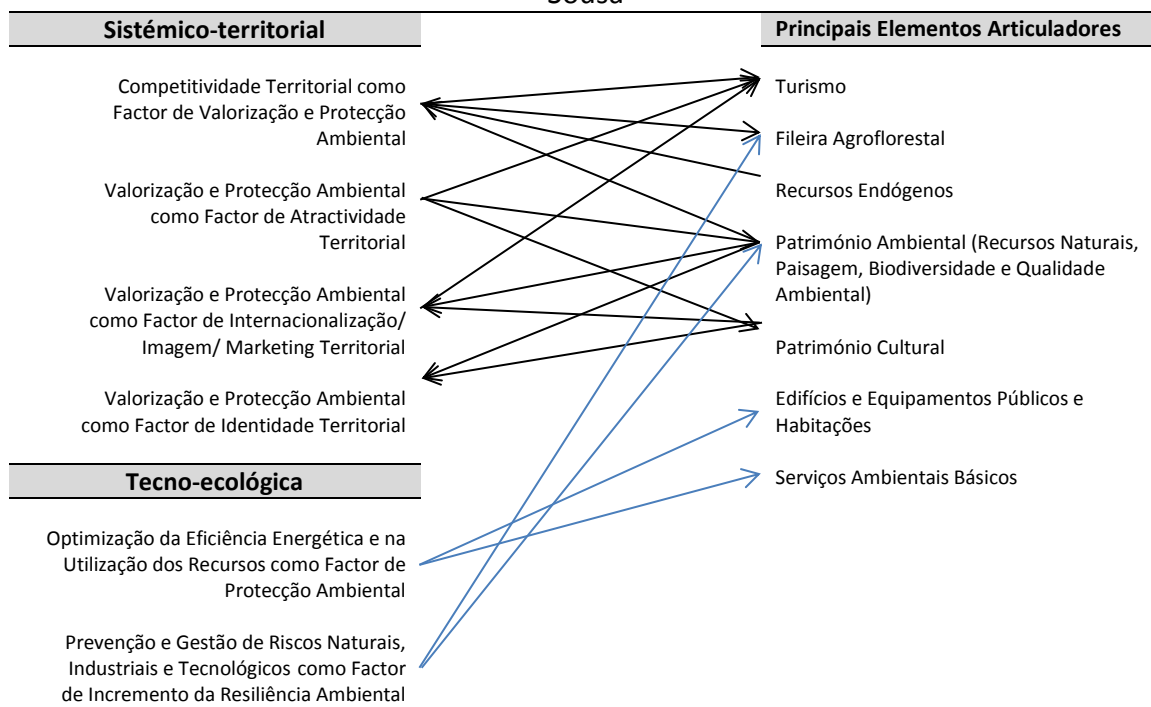 Sousa
Sistémico-territorial
Competitividade Territorial como
Factor de Valorização e Protecção
Ambiental
Valorização e Protecção Ambiental
como Factor de Atractividade
Territorial
Valorização e Protecção Ambiental
como Factor de Internacionalização/
Imagem/ Marketing Territorial
Valorização e Protecção Ambiental
como Factor de Identidade Territorial
Tecno-ecológica
Optimização da Eficiência Energética e na
Utilização dos Recursos como Factor de
Protecção Ambiental
Prevenção e Gestão de Riscos Naturais,
Industriais e Tecnológicos como Factor
de Incremento da Resiliência Ambiental
Principais Elementos Articuladores
Turismo
Fileira Agroflorestal
Recursos Endógenos
Património Ambiental (Recursos Naturais,
Paisagem, Biodiversidade e Qualidade
Ambiental)
Património Cultural
Edifícios e Equipamentos Públicos e
Habitações
Serviços Ambientais Básicos